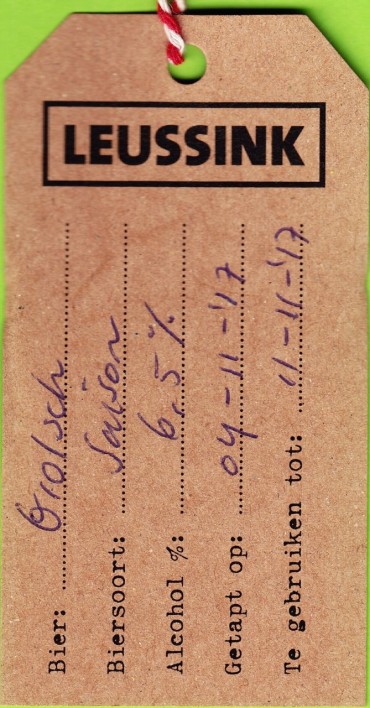 LEUSSINK
Bier: Grolsch
Biersoort: Saison
Alcohol %: 6,5 %
Getapt op: 04-11-'17
Te gebruiken tot: 11-11-'17